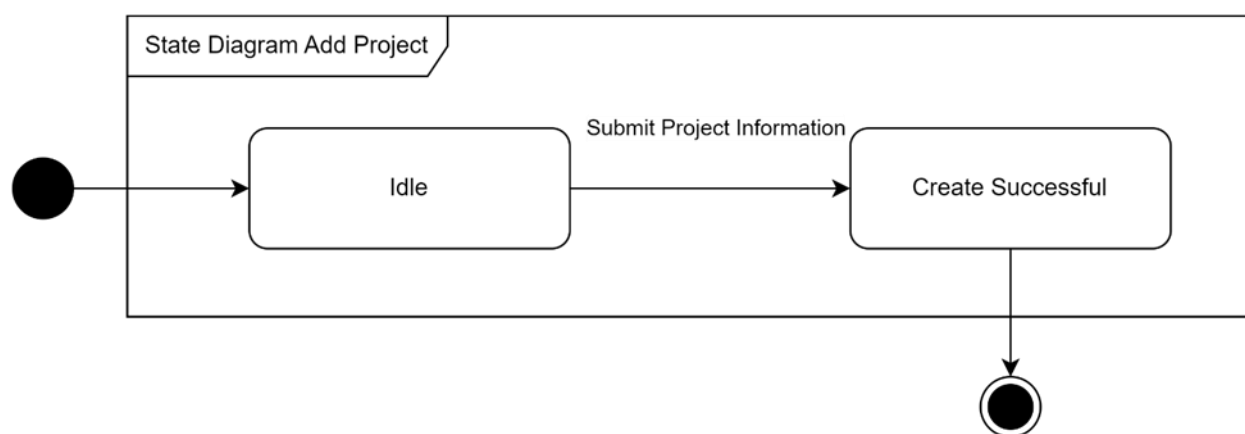 State Diagram Add Project
Submit Project Information
Idle
Create Successful